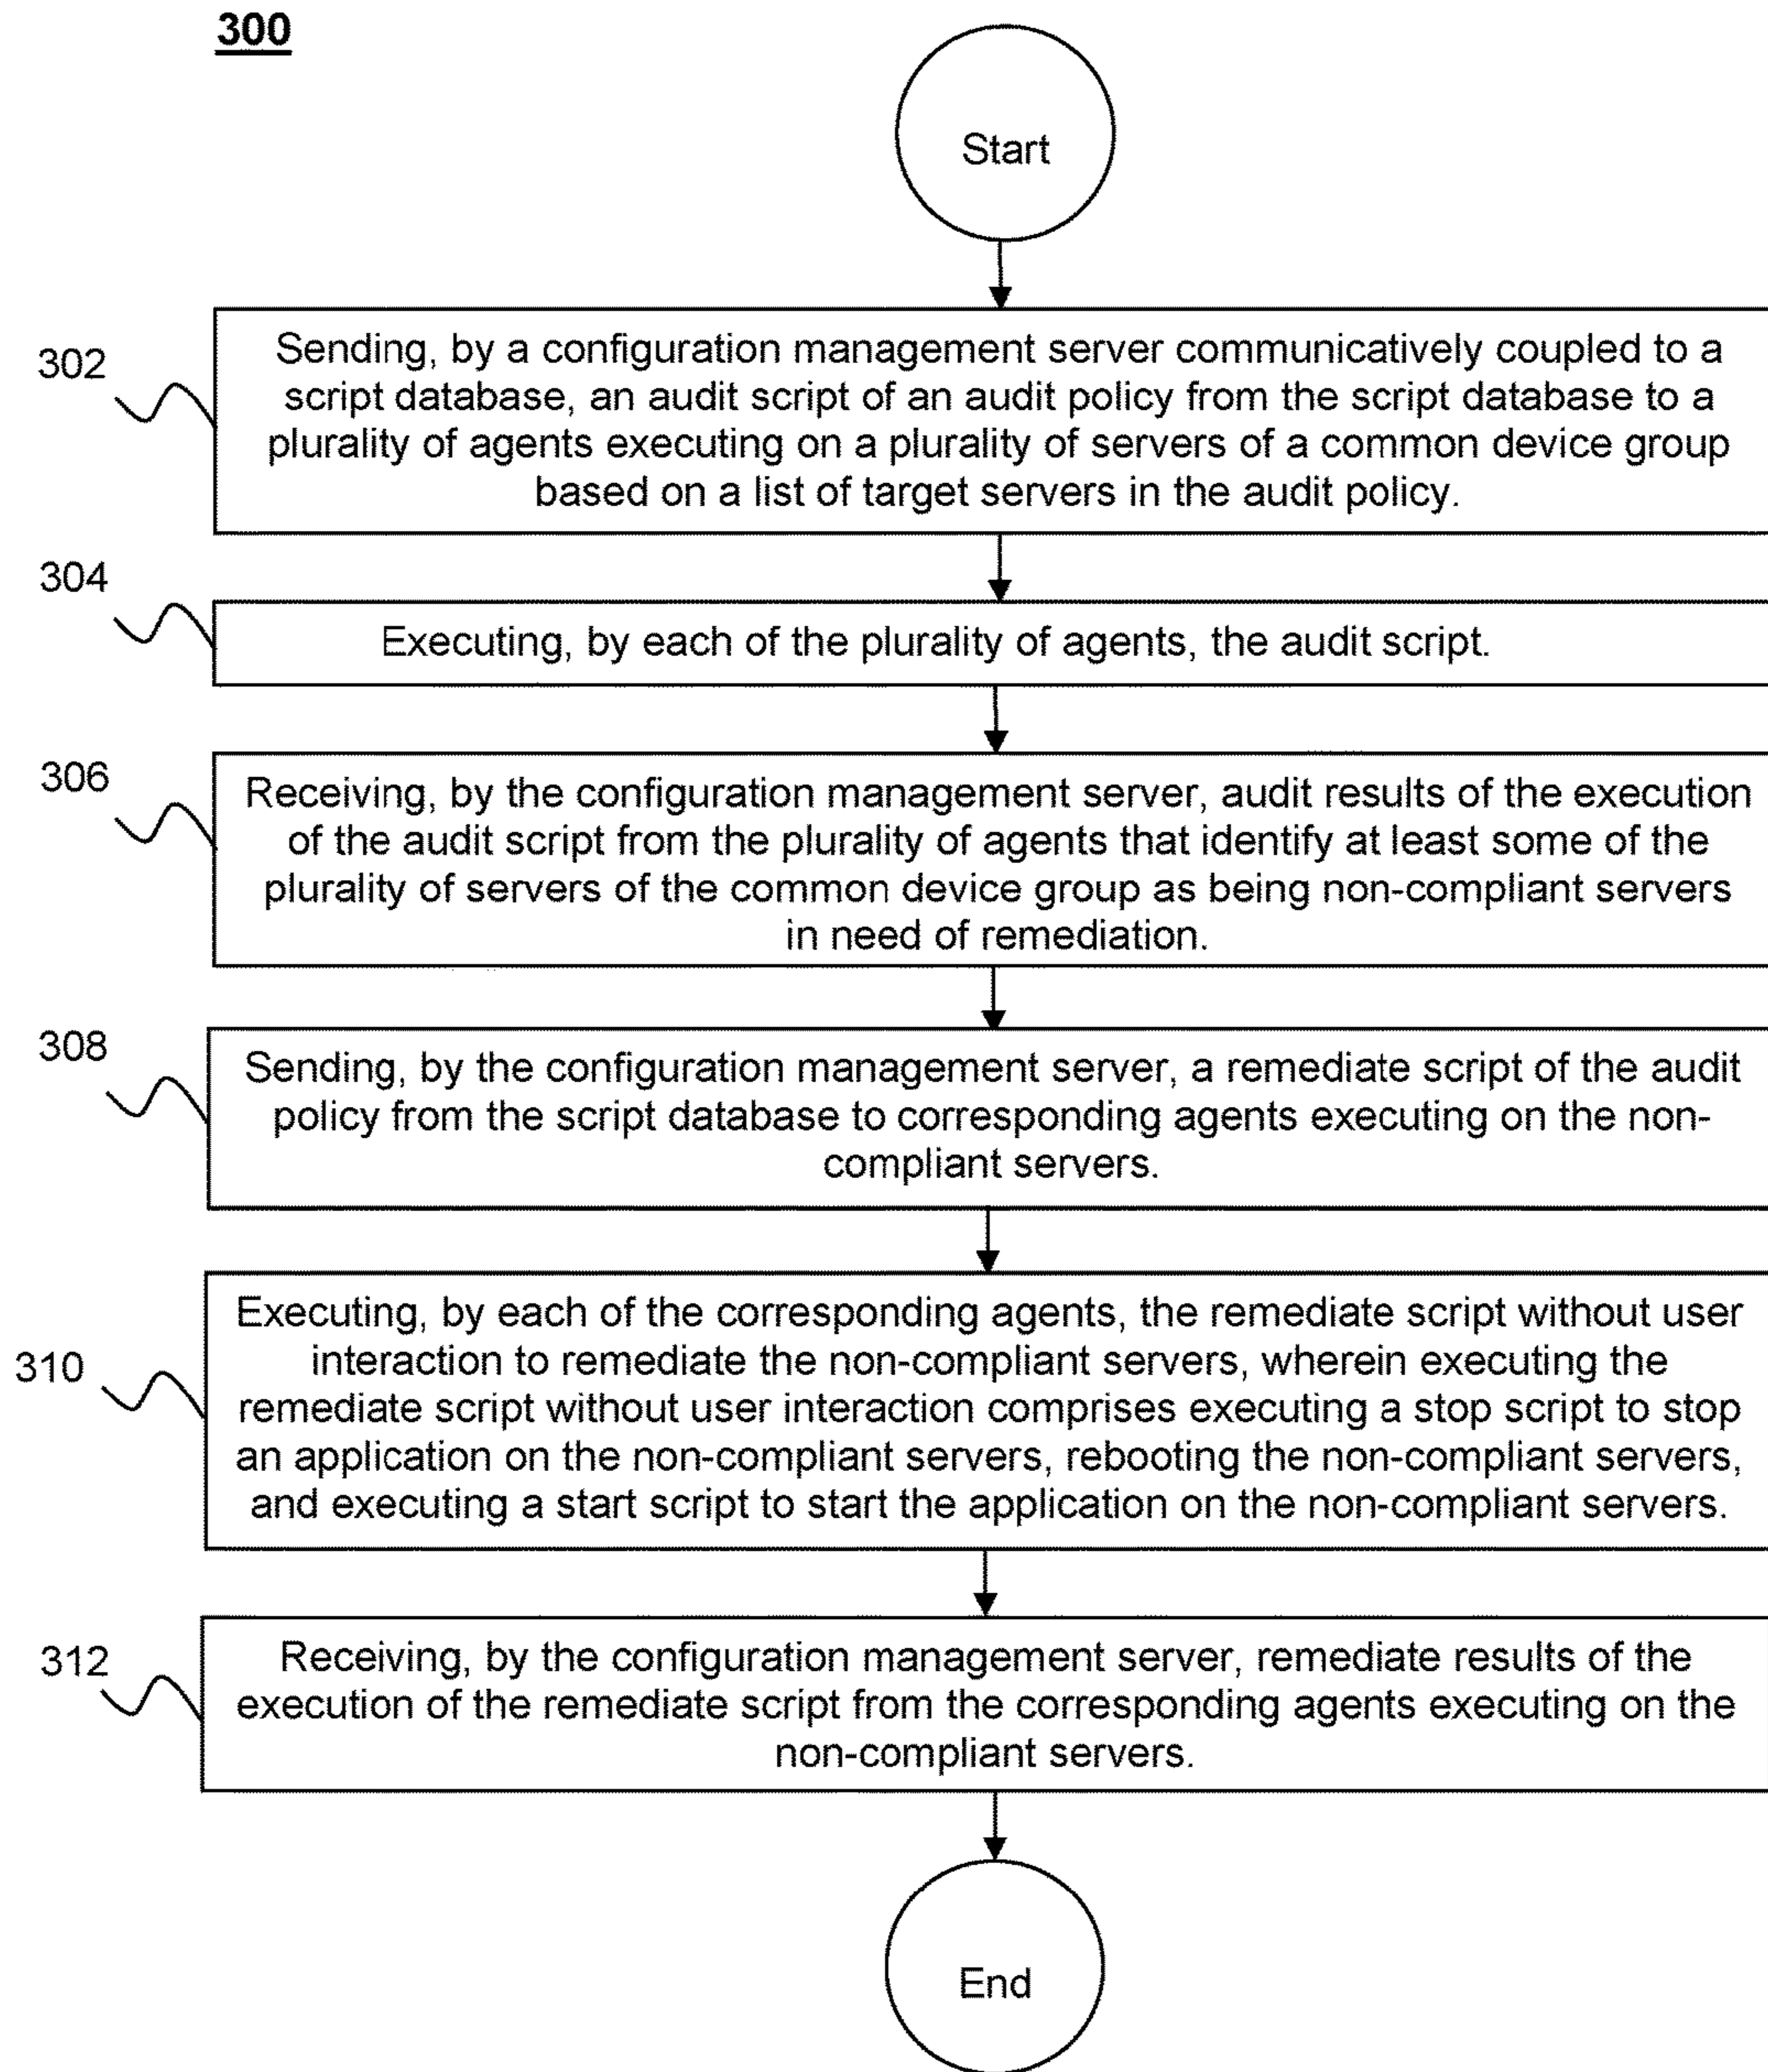 300
Start
302
Sending, by a configuration management server communicatively coupled to a
script database, an audit script of an audit policy from the script database to a
plurality of agents executing on a plurality of servers of a common device group
based on a list of target servers in the audit policy.
304
Executing, by each of the plurality of agents, the audit script.
306
Receiving, by the configuration management server, audit results of the execution
of the audit script from the plurality of agents that identify at least some of the
plurality of servers of the common device group as being non-compliant servers
in need of remediation.
308
Sending, by the configuration management server, a remediate script of the audit
policy from the script database to corresponding agents executing on the non-
compliant servers.
310
Executing, by each of the corresponding agents, the remediate script without user
interaction to remediate the non-compliant servers, wherein executing the
remediate script without user interaction comprises executing a stop script to stop
an application on the non-compliant servers, rebooting the non-compliant servers,
and executing a start script to start the application on the non-compliant servers.
312
Receiving, by the configuration management server, remediate results of the
execution of the remediate script from the corresponding agents executing on the
non-compliant servers.
End